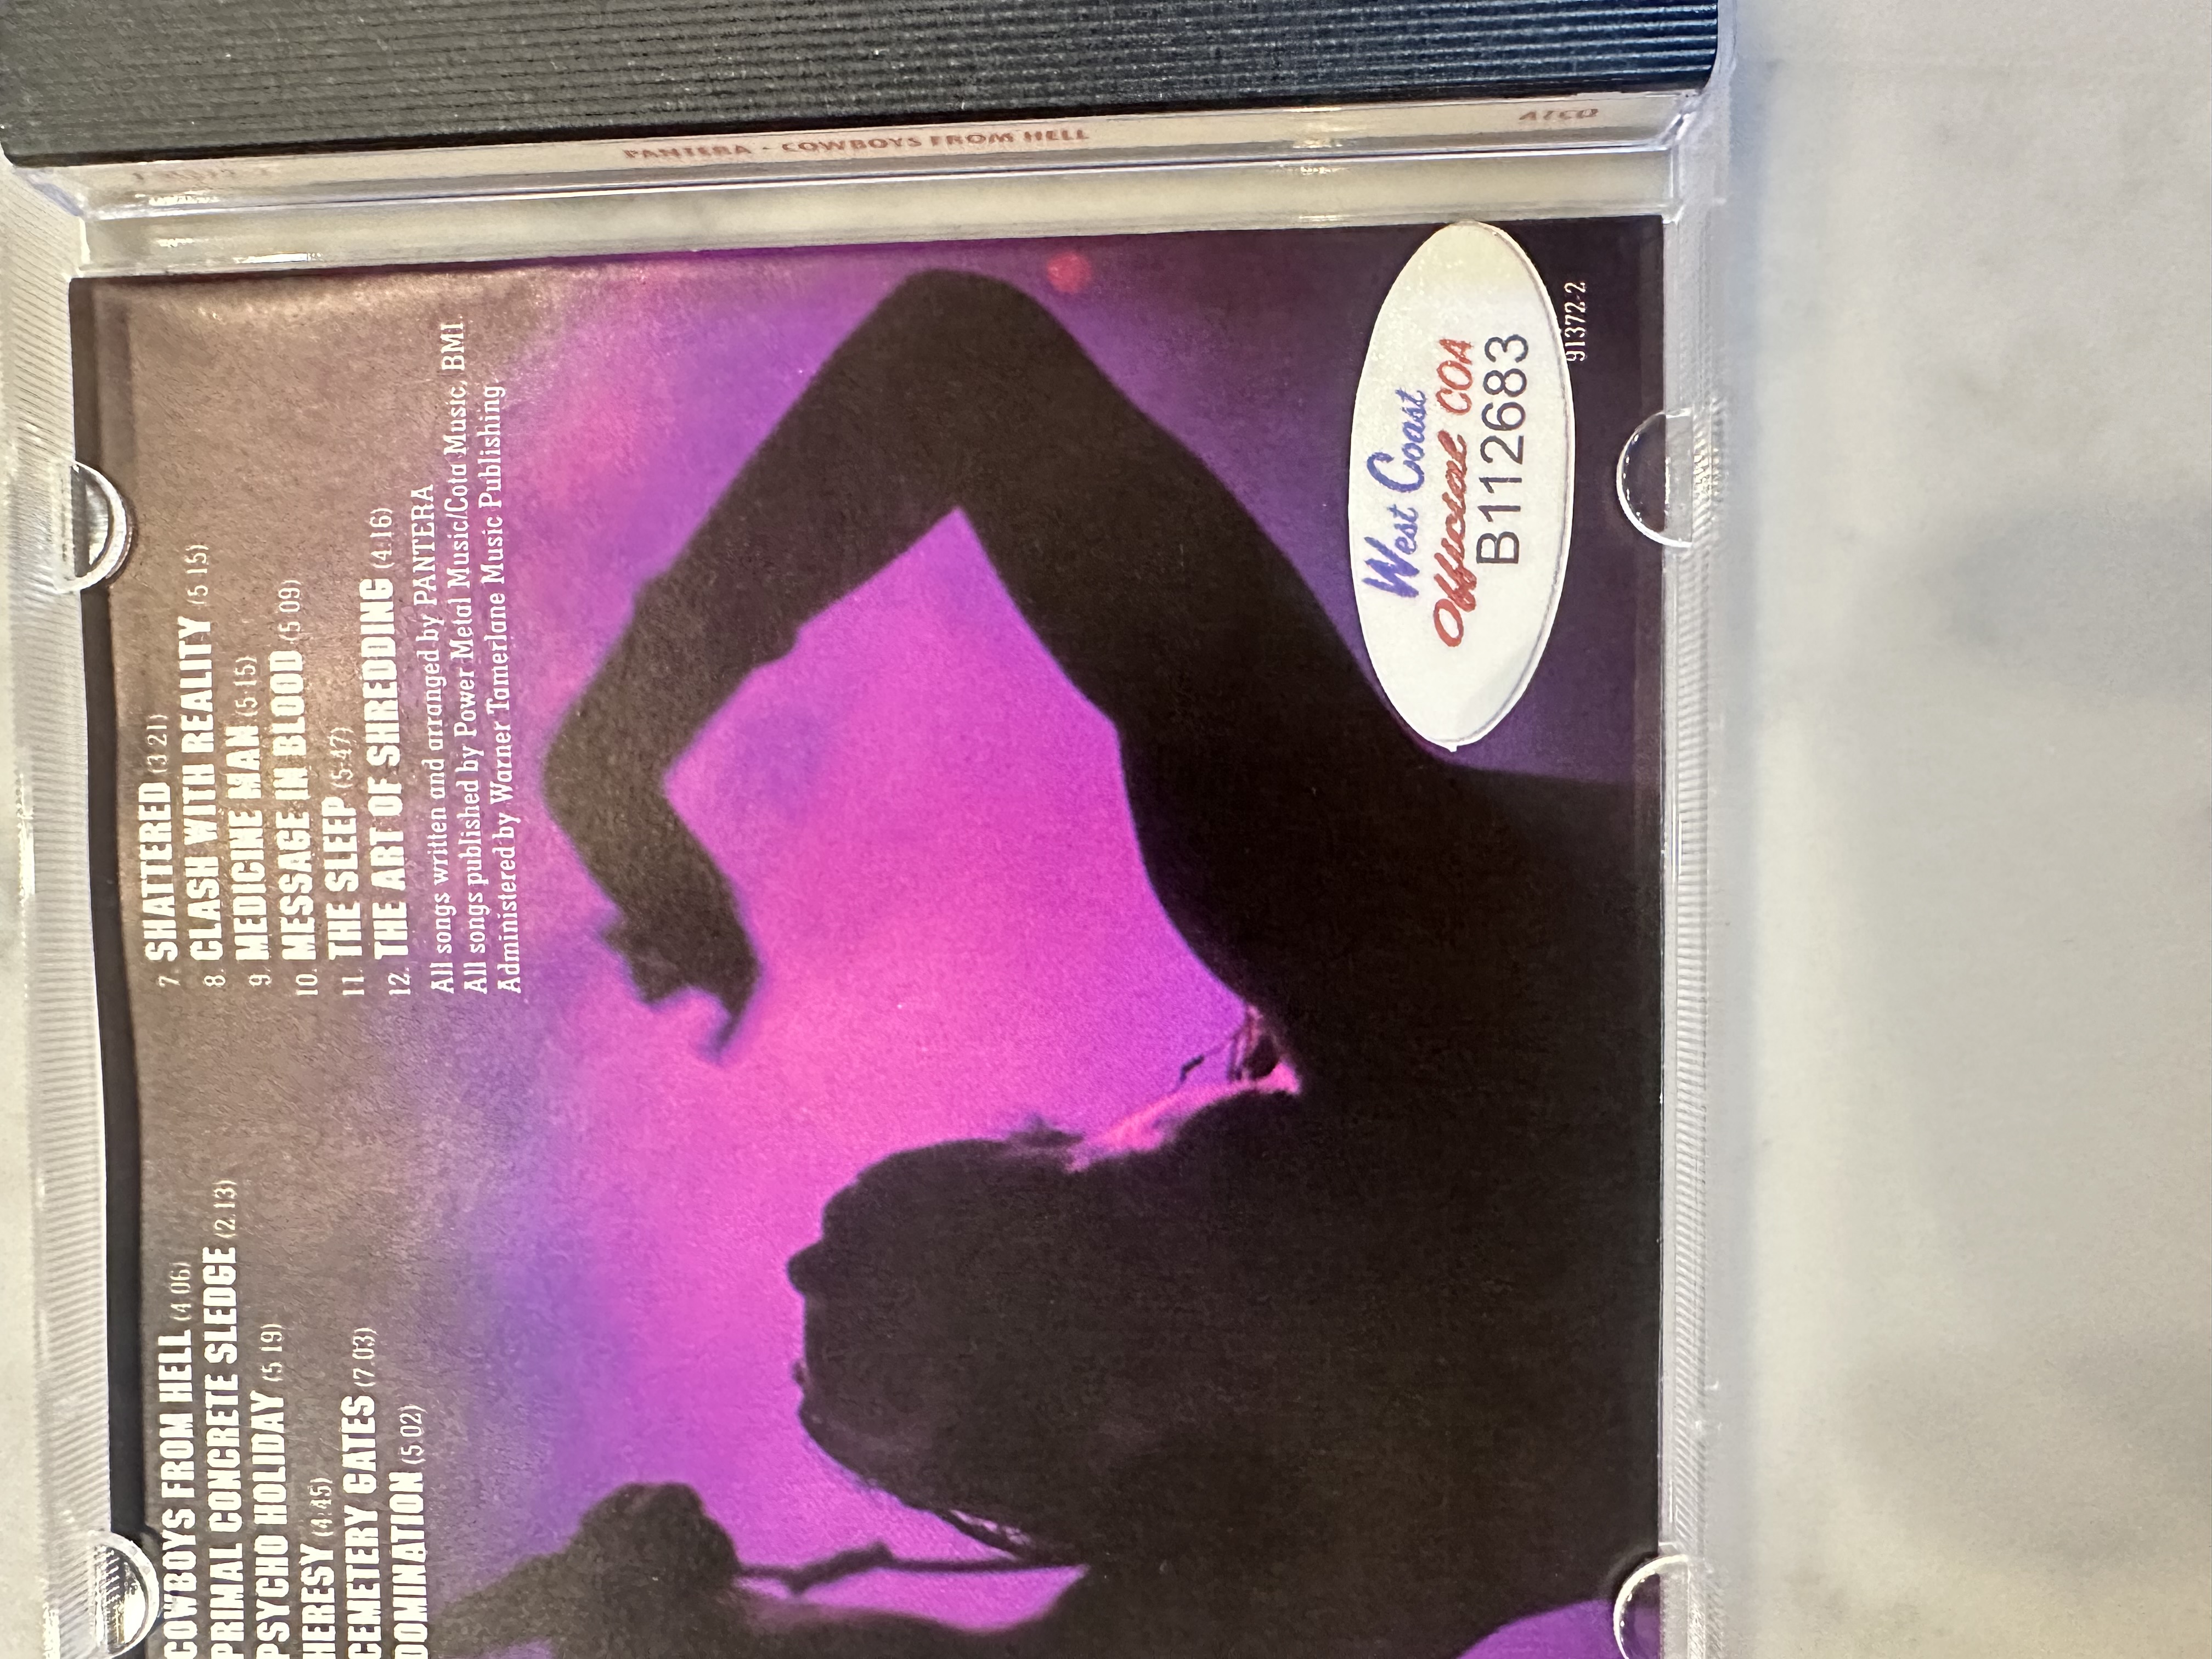 PANTERA - COWBOYS FROM HELL
ATCO
COWBOYS FROM HELL (4:06)
PRIMAL CONCRETE SLEDGE (2:13)
PSYCHO HOLIDAY (5:19)
HERESY (4:45)
CEMETERY GATES (7:03)
DOMINATION (5:02)
7. SHATTERED (3:21)
8. CLASH WITH REALITY (5:15)
9. MEDICINE MAN (5:15)
10. MESSAGE IN BLOOD (5:09)
11. THE SLEEP (5:47)
12. THE ART OF SHREDDING (4:16)
All songs written and arranged by PANTERA
All songs published by Power Metal Music/Cota Music, BMI
Administered by Warner Tamerlane Music Publishing
West Coast
Official COA
B112683
91372-2